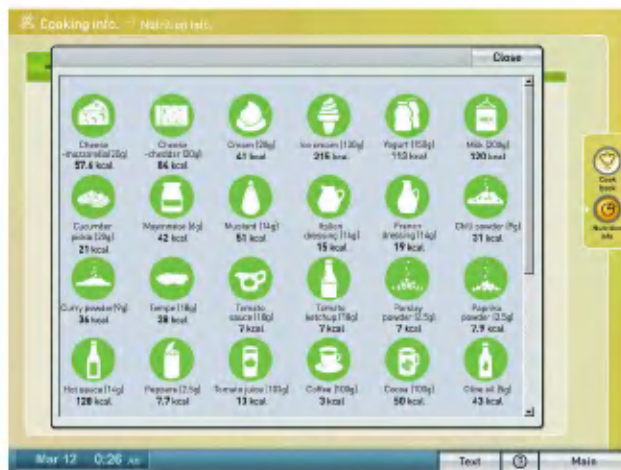 Cooking info. Nutrition info.
Close
Cheese
-mozzarella(20g)
57.6 kcal
Cheese
-cheddar (20g)
84 kcal
Cream (20g)
41 kcal
Ice cream (120g)
215 kcal
Yogurt (150g)
113 kcal
Milk (200g)
120 kcal
Cucumber
pickle (20g)
21 kcal
Mayonnaise (6g)
42 kcal
Mustard (14g)
51 kcal
Italian
dressing (14g)
15 kcal
French
dressing (14g)
19 kcal
Chili powder (9g)
31 kcal
Curry powder(9g)
36 kcal
Tempe (18g)
38 kcal
Tomato
sauce (18g)
7 kcal
Tomato
ketchup (18g)
7 kcal
Parsley
powder (2.5g)
7 kcal
Paprika
powder (2.5g)
7.9 kcal
Hot sauce (14g)
128 kcal
Peppers (2.5g)
7.7 kcal
Tomato juice (100g)
13 kcal
Coffee (100g)
3 kcal
Cocoa (100g)
50 kcal
Olive oil (5g)
43 kcal
Cook
book
Nutrition
info
Mar 12 0:26 AM
Text
Main